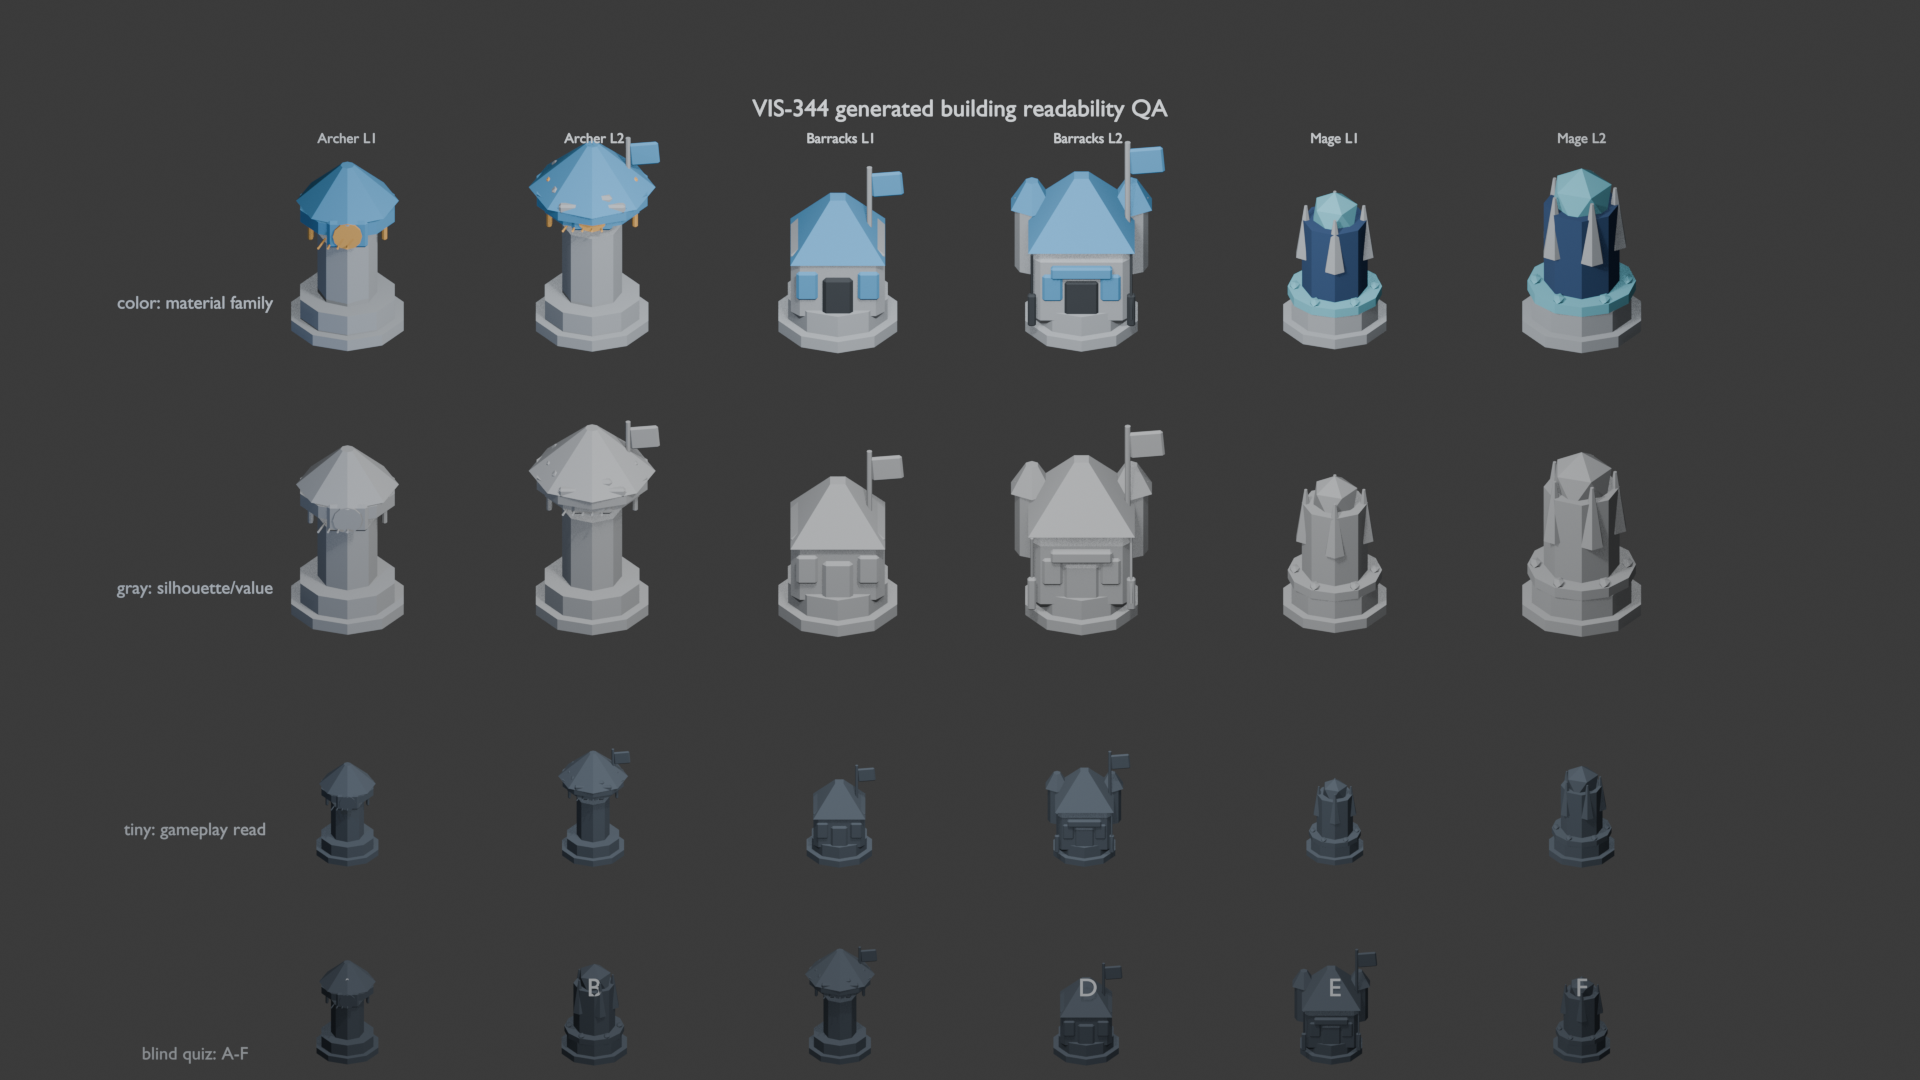 VIS-344 generated building readability QA
Archer L1
Archer L2
Barracks L1
Barracks L2
Mage L1
Mage L2
color: material family
gray: silhouette/value
tiny: gameplay read
B
D
E
F
blind quiz: A-F